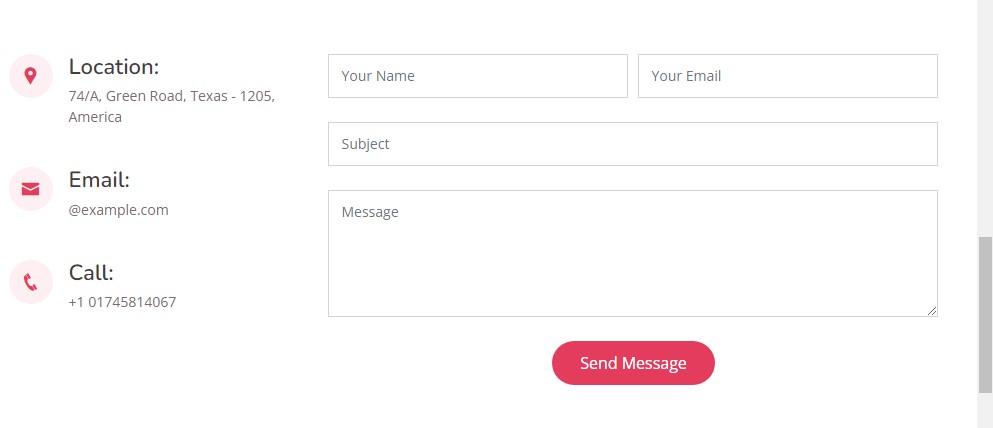 Location:
74/A, Green Road, Texas - 1205,
America
Email:
@example.com
Call:
+1 01745814067
Your Name
Your Email
Subject
Message
Send Message